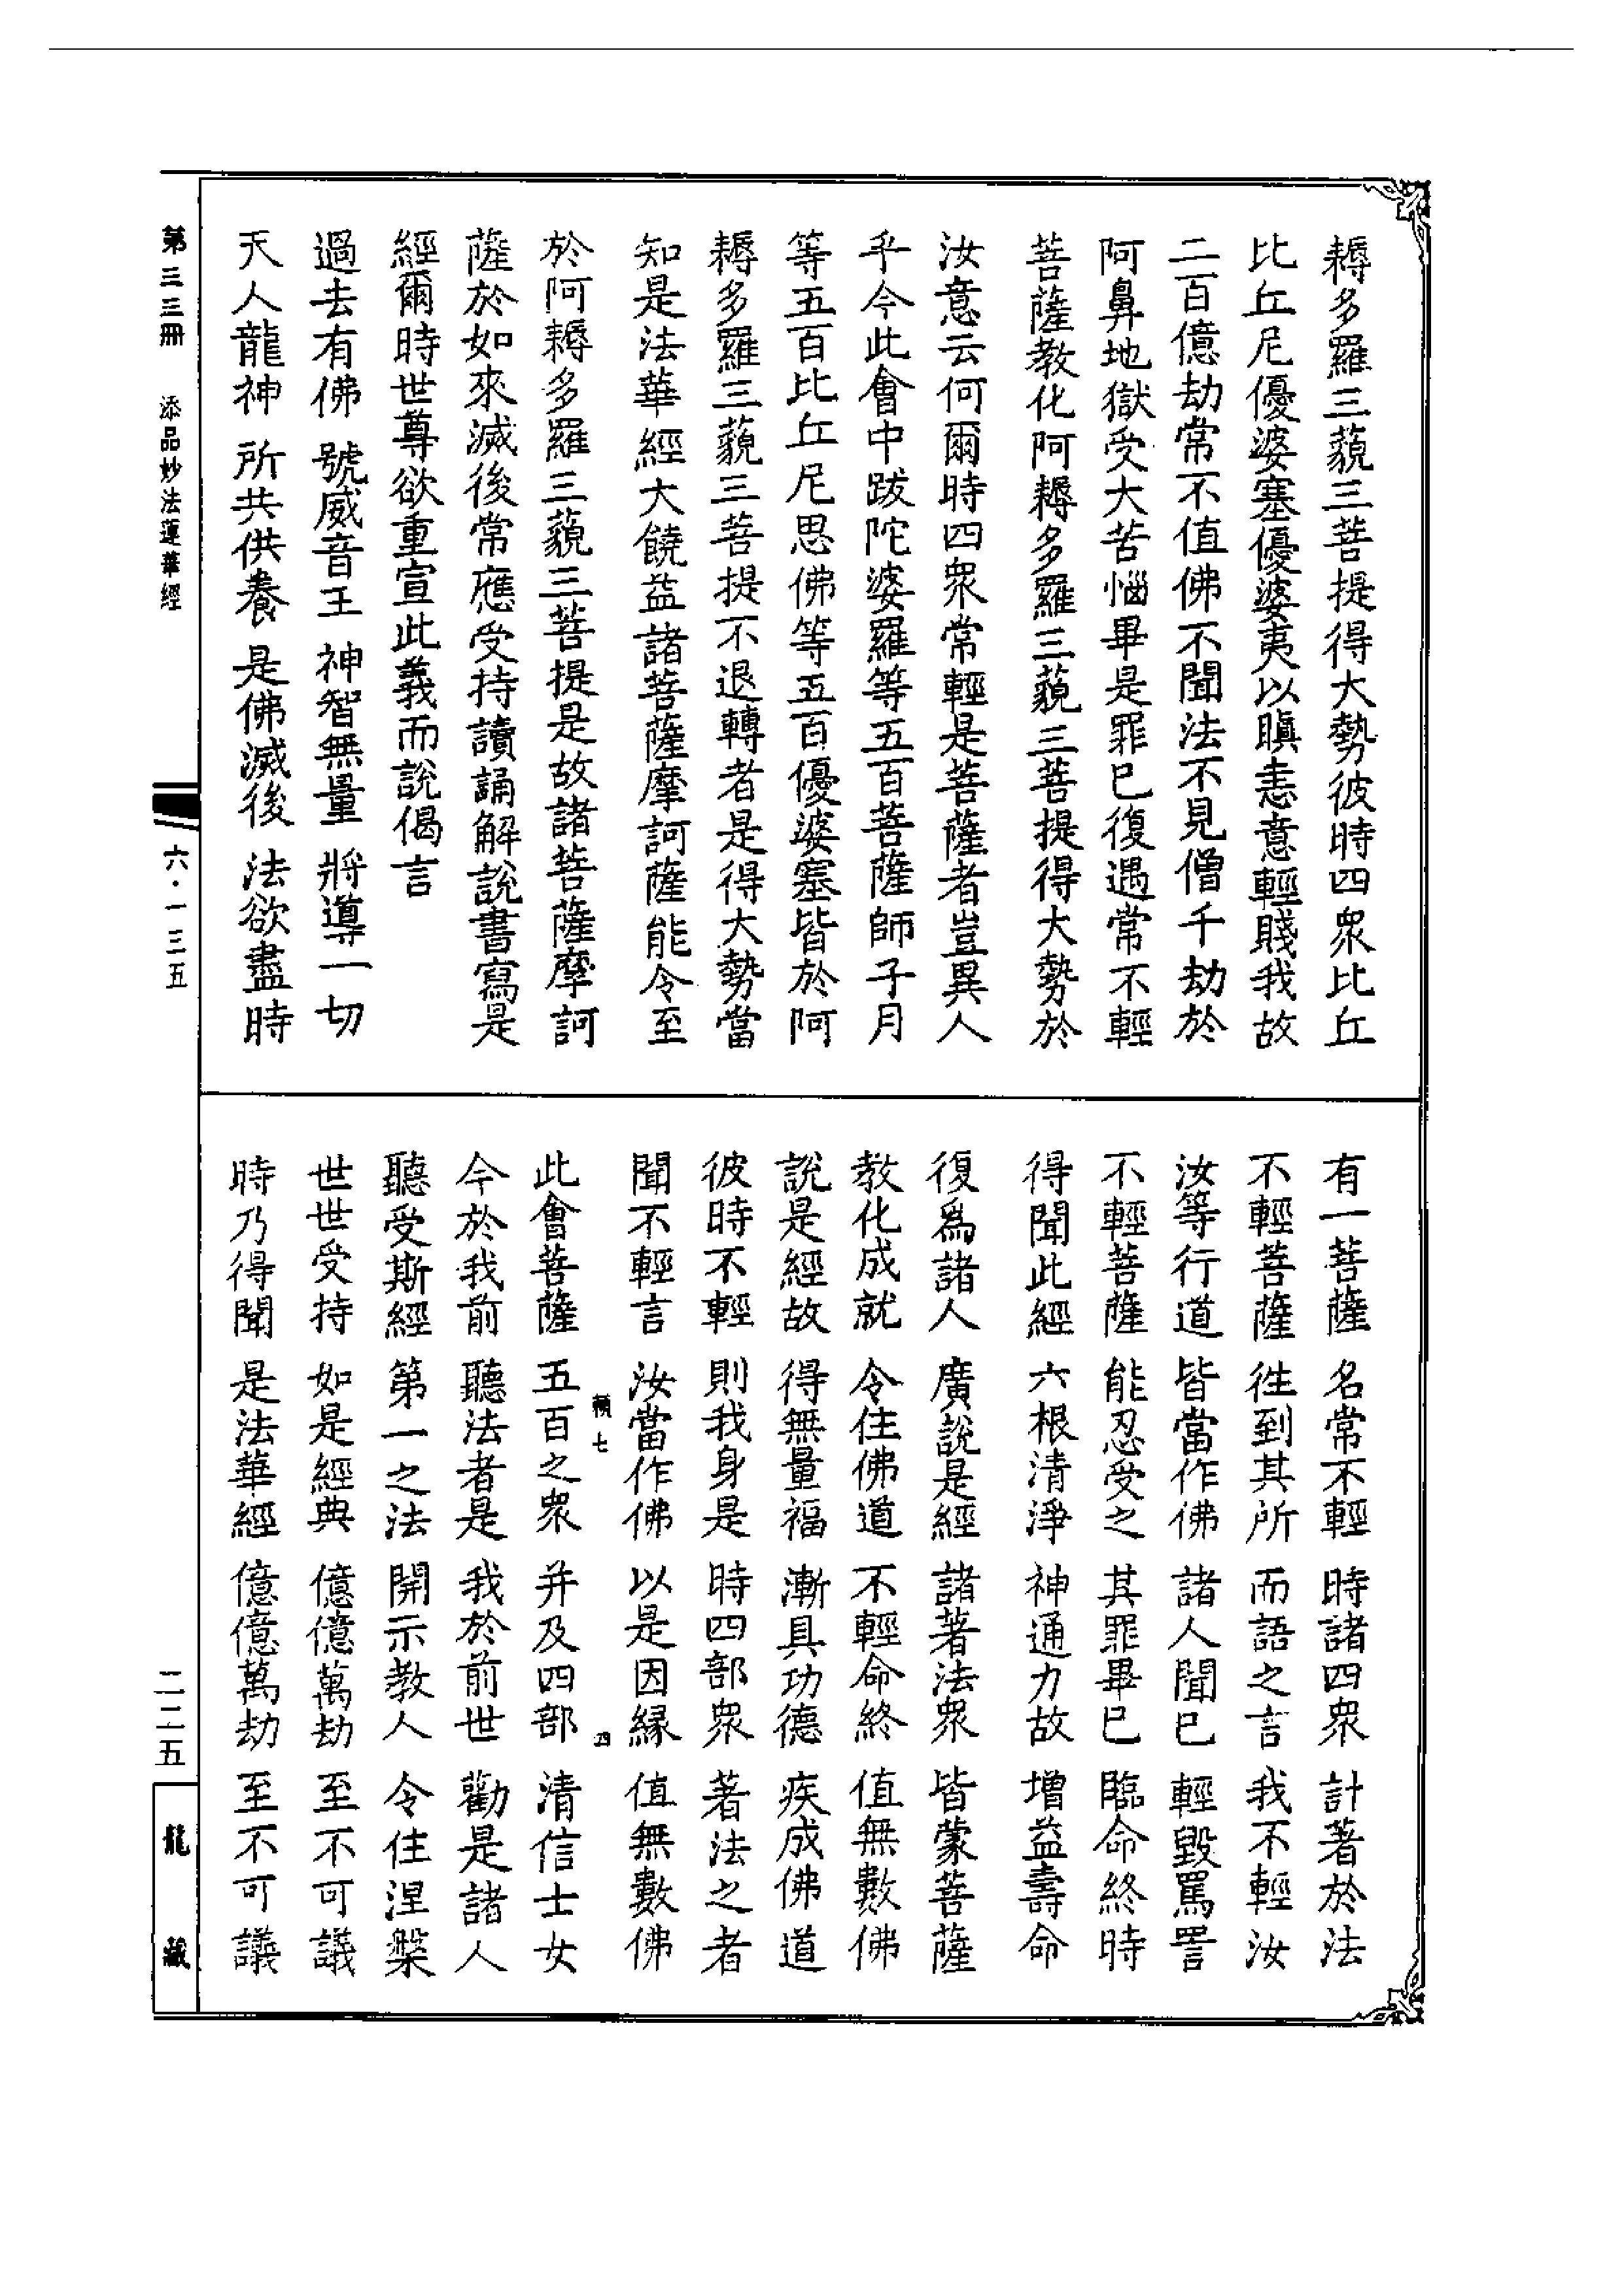 耨多羅三藐三菩提得大勢彼時四眾比丘
比丘尼優婆塞優婆夷以瞋恚意輕賤我故
二百億劫常不值佛不聞法不見僧千劫於
阿鼻地獄受大苦惱畢是罪已復遇常不輕
菩薩教化阿耨多羅三藐三菩提得大勢於
汝意云何爾時四眾常輕是菩薩者豈異人
乎今此會中跋陀婆羅等五百菩薩師子月
等五百比丘尼思佛等五百優婆塞皆於阿
耨多羅三藐三菩提不退轉者是得大勢當
知是法華經大饒益諸菩薩摩訶薩能令至
於阿耨多羅三藐三菩提是故諸菩薩摩訶
薩於如來滅後常應受持讀誦解說書寫是
經爾時世尊欲重宣此義而說偈言
過去有佛 號威音王 神智無量 將導一切
天人龍神 所共供養 是佛滅後 法欲盡時
有一菩薩 名常不輕 時諸四眾 計著於法
不輕菩薩 往到其所 而語之言 我不輕汝
汝等行道 皆當作佛 諸人聞已 輕毀罵詈
不輕菩薩 能忍受之 其罪畢已 臨命終時
得聞此經 六根清淨 神通力故 增益壽命
復為諸人 廣說是經 諸著法眾 皆蒙菩薩
教化成就 令住佛道 不輕命終 值無數佛
說是經故 得無量福 漸具功德 疾成佛道
彼時不輕 則我身是 時四部眾 著法之者
聞不輕言 汝當作佛 以是因緣 值無數佛
七 四
此會菩薩 五百之眾 并及四部 清信士女
今於我前 聽法者是 我於前世 勸是諸人
聽受斯經 第一之法 開示教人 令住涅槃
世世受持 如是經典 億億萬劫 至不可議
時乃得聞 是法華經 億億萬劫 至不可議
第三三冊 添品妙法蓮華經 六·一三五
二二五
龍藏